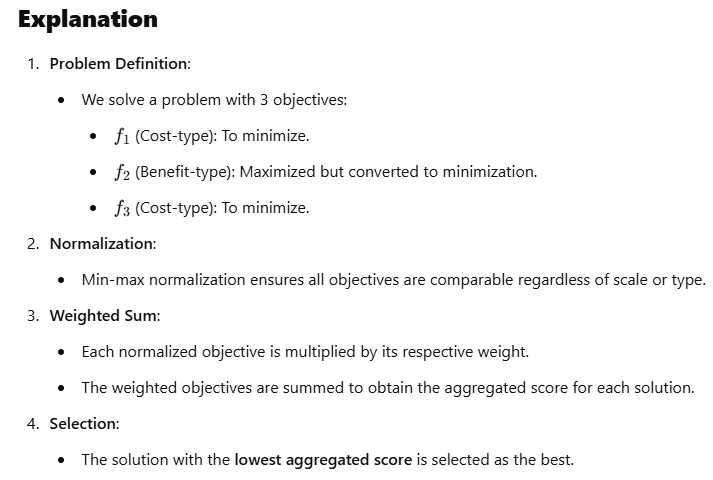 Explanation
1. Problem Definition:
• We solve a problem with 3 objectives:
• f₁ (Cost-type): To minimize.
• f₂ (Benefit-type): Maximized but converted to minimization.
• f₃ (Cost-type): To minimize.
2. Normalization:
• Min-max normalization ensures all objectives are comparable regardless of scale or type.
3. Weighted Sum:
• Each normalized objective is multiplied by its respective weight.
• The weighted objectives are summed to obtain the aggregated score for each solution.
4. Selection:
• The solution with the lowest aggregated score is selected as the best.